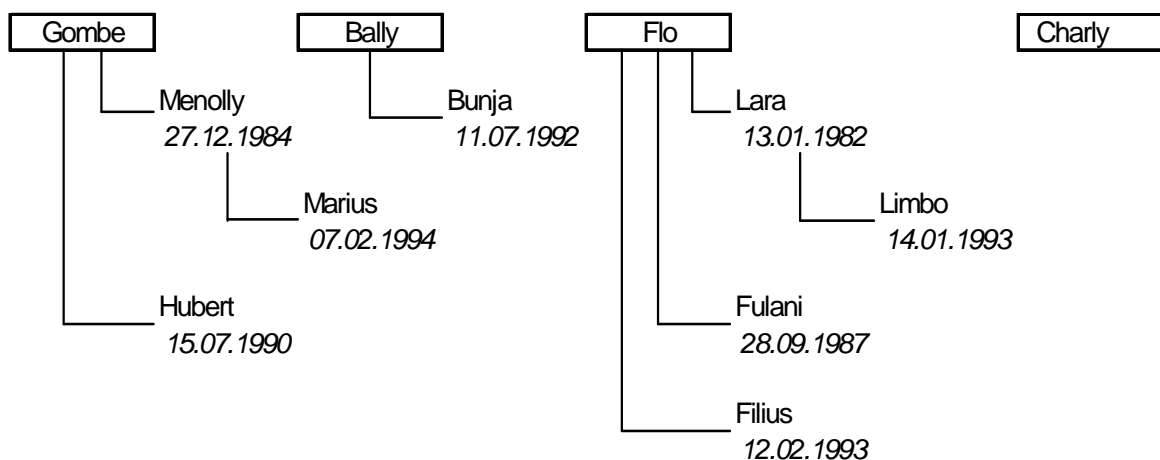 Gombe
Bally
Flo
Charly
Menolly
27.12.1984
Bunja
11.07.1992
Lara
13.01.1982
Marius
07.02.1994
Limbo
14.01.1993
Hubert
15.07.1990
Fulani
28.09.1987
Filius
12.02.1993